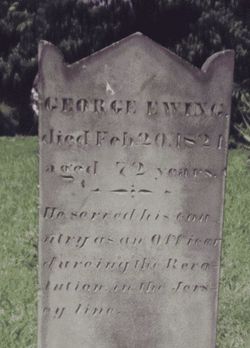 GEORGE EWING,
died Feb. 20, 1824
aged 72 years.
He served his cou-
ntry as an Officer
dureing the Revo-
lution, in the Jers-
ey line.